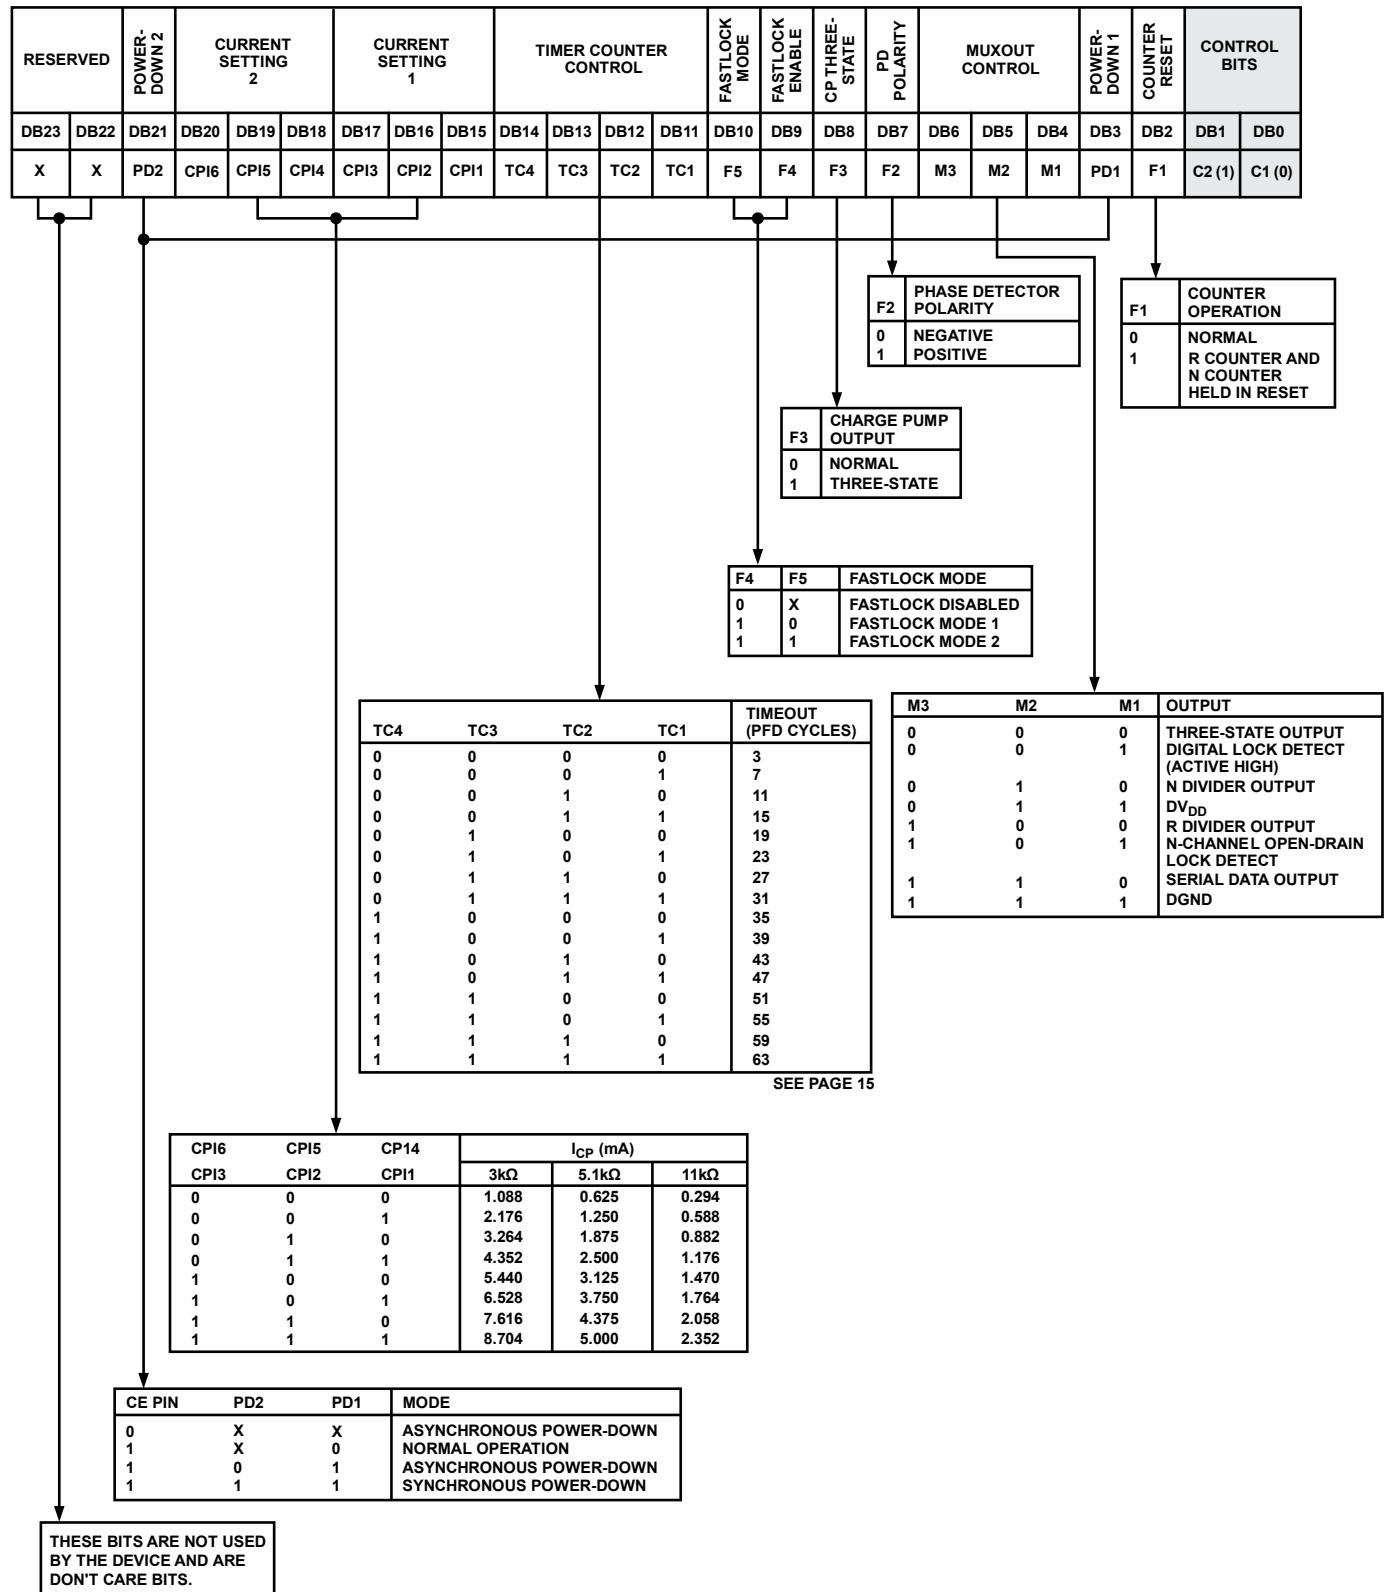 RESERVED
POWER-
DOWN 2
CURRENT
SETTING
2
CURRENT
SETTING
1
TIMER COUNTER
CONTROL
FASTLOCK
MODE
FASTLOCK
ENABLE
CP THREE-
STATE
PD
POLARITY
MUXOUT
CONTROL
POWER-
DOWN 1
COUNTER
RESET
CONTROL
BITS
DB23 DB22 DB21 DB20 DB19 DB18 DB17 DB16 DB15 DB14 DB13 DB12 DB11 DB10 DB9 DB8 DB7 DB6 DB5 DB4 DB3 DB2 DB1 DB0
X X PD2 CPI6 CPI5 CPI4 CPI3 CPI2 CPI1 TC4 TC3 TC2 TC1 F5 F4 F3 F2 M3 M2 M1 PD1 F1 C2 (1) C1 (0)
F2 PHASE DETECTOR
POLARITY
0 NEGATIVE
1 POSITIVE
F1 COUNTER
OPERATION
0 NORMAL
1 R COUNTER AND
N COUNTER
HELD IN RESET
F3 CHARGE PUMP
OUTPUT
0 NORMAL
1 THREE-STATE
F4 F5 FASTLOCK MODE
0 X FASTLOCK DISABLED
1 0 FASTLOCK MODE 1
1 1 FASTLOCK MODE 2
TC4 TC3 TC2 TC1 TIMEOUT
(PFD CYCLES)
0 0 0 0 3
0 0 0 1 7
0 0 1 0 11
0 0 1 1 15
0 1 0 0 19
0 1 0 1 23
0 1 1 0 27
0 1 1 1 31
1 0 0 0 35
1 0 0 1 39
1 0 1 0 43
1 0 1 1 47
1 1 0 0 51
1 1 0 1 55
1 1 1 0 59
1 1 1 1 63
SEE PAGE 15
M3 M2 M1 OUTPUT
0 0 0 THREE-STATE OUTPUT
0 0 1 DIGITAL LOCK DETECT
(ACTIVE HIGH)
0 1 0 N DIVIDER OUTPUT
0 1 1 DVDD
1 0 0 R DIVIDER OUTPUT
1 0 1 N-CHANNEL OPEN-DRAIN
LOCK DETECT
1 1 0 SERIAL DATA OUTPUT
1 1 1 DGND
CPI6 CPI5 CP14 ICP (mA)
CPI3 CPI2 CPI1 3kΩ 5.1kΩ 11kΩ
0 0 0 1.088 0.625 0.294
0 0 1 2.176 1.250 0.588
0 1 0 3.264 1.875 0.882
0 1 1 4.352 2.500 1.176
1 0 0 5.440 3.125 1.470
1 0 1 6.528 3.750 1.764
1 1 0 7.616 4.375 2.058
1 1 1 8.704 5.000 2.352
CE PIN PD2 PD1 MODE
0 X X ASYNCHRONOUS POWER-DOWN
1 X 0 NORMAL OPERATION
1 0 1 ASYNCHRONOUS POWER-DOWN
1 1 1 SYNCHRONOUS POWER-DOWN
THESE BITS ARE NOT USED
BY THE DEVICE AND ARE
DON'T CARE BITS.